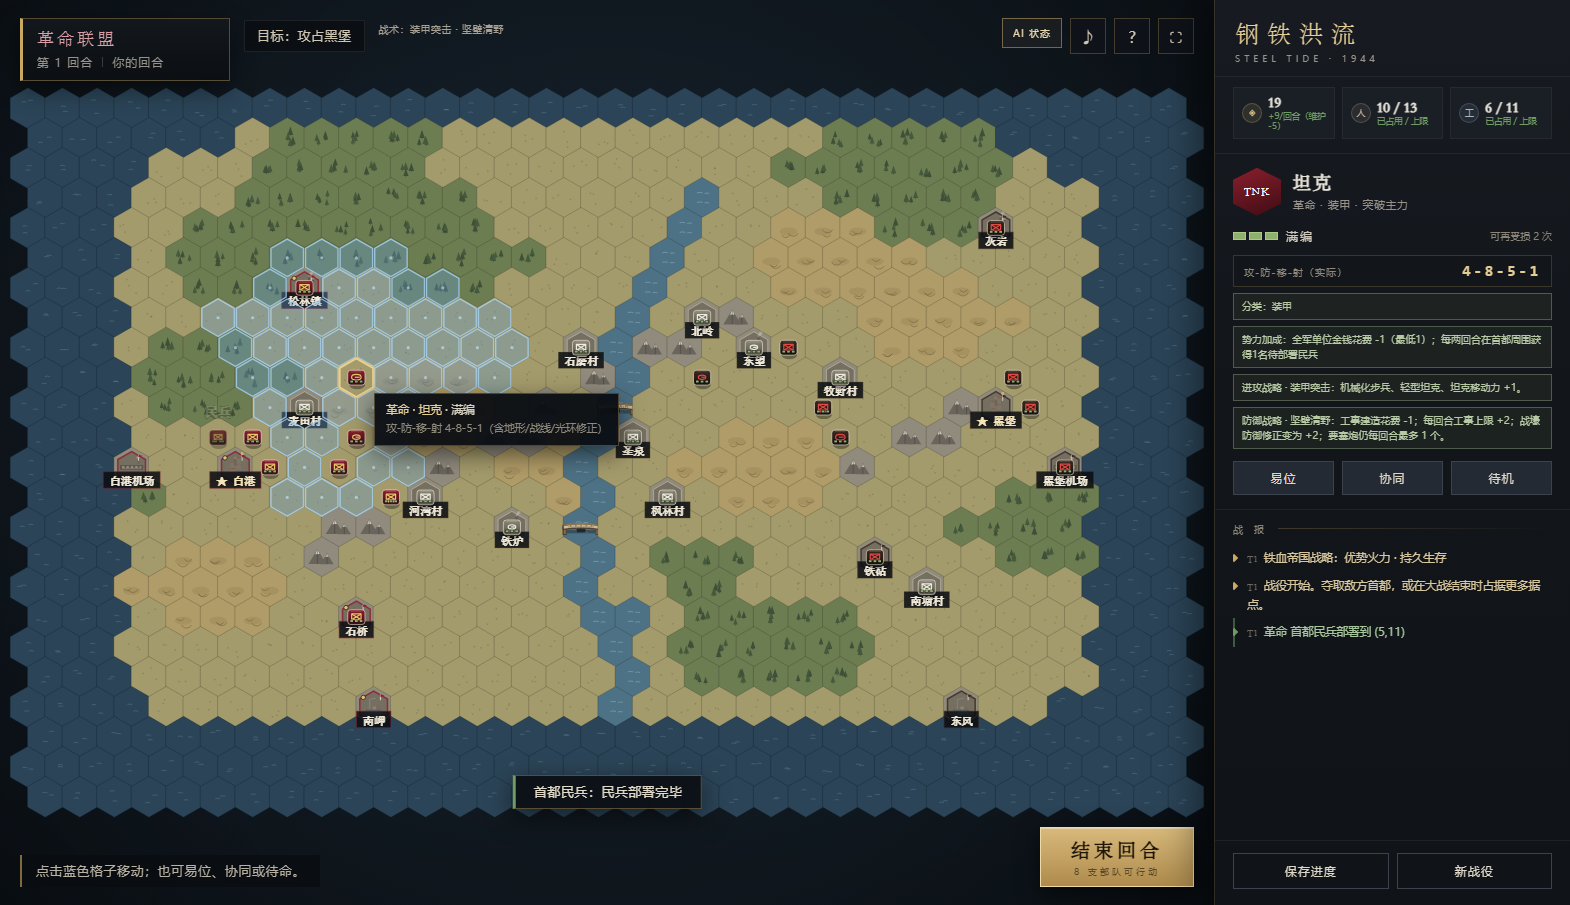 革命联盟
第 1 回合 | 你的回合
目标：攻占黑堡
战术：装甲突击 · 坚壁清野
AI 状态
?
钢铁洪流
STEEL TIDE · 1944
19
+9/回合（维护
-5）
人
10 / 13
已占用 / 上限
工
6 / 11
已占用 / 上限
TNK
坦克
革命 · 装甲 · 突破主力
满编
可再受损 2 次
攻-防-移-射（实际）
4 - 8 - 5 - 1
分类：装甲
势力加成：全军单位金钱花费 -1（最低1）；每两回合在首都周围获
得1名待部署民兵
进攻战略 · 装甲突击：机械化步兵、轻型坦克、坦克移动力 +1。
防御战略 · 坚壁清野：工事建造花费 -1；每回合工事上限 +2；战壕
防御修正变为 +2；要塞炮仍每回合最多 1 个。
易位
协同
待机
战 报
T1 铁血帝国战略：优势火力 · 持久生存
T1 战役开始。夺取敌方首都，或在大战结束时占据更多据
点。
T1 革命 首都民兵部署到 (5,11)
灰岩
松林镇
北岭
石磨村
东望
牧野村
革命 · 坦克 · 满编
攻-防-移-射 4-8-5-1（含地形/战线/光环修正）
麦田村
★ 黑堡
圣泉
白港机场
★ 白港
黑堡机场
河湾村
枫林村
铁炉
铁砧
南塘村
石桥
南岬
东风
首都民兵：民兵部署完毕
点击蓝色格子移动；也可易位、协同或待命。
结束回合
8 支部队可行动
保存进度
新战役